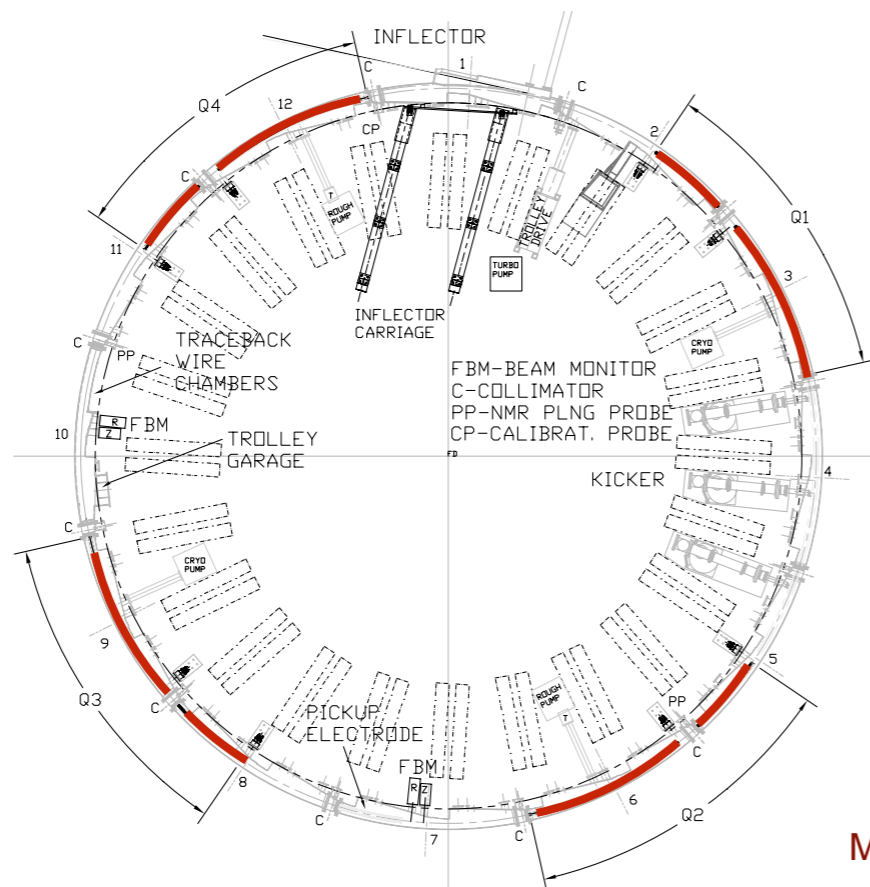 INFLECTOR
C
1
C
Q4
12
CP
2
C
ROUGH
PUMP
T
TROLLEY
DRIVE
Q1
11
TURBO
PUMP
3
INFLECTOR
CARRIAGE
CRYO
PUMP
C
PP
TRACEBACK
WIRE
CHAMBERS
FBM-BEAM MONITOR
C-COLLIMATOR
PP-NMR PLNG PROBE
CP-CALIBRAT. PROBE
R
Z
FBM
10
TROLLEY
GARAGE
FD
KICKER
4
C
CRYO
PUMP
9
5
Q3
C
PICKUP
ELECTRODE
ROUGH
PUMP
T
PP
C
8
FBM
R
Z
6
C
7
C
Q2
M